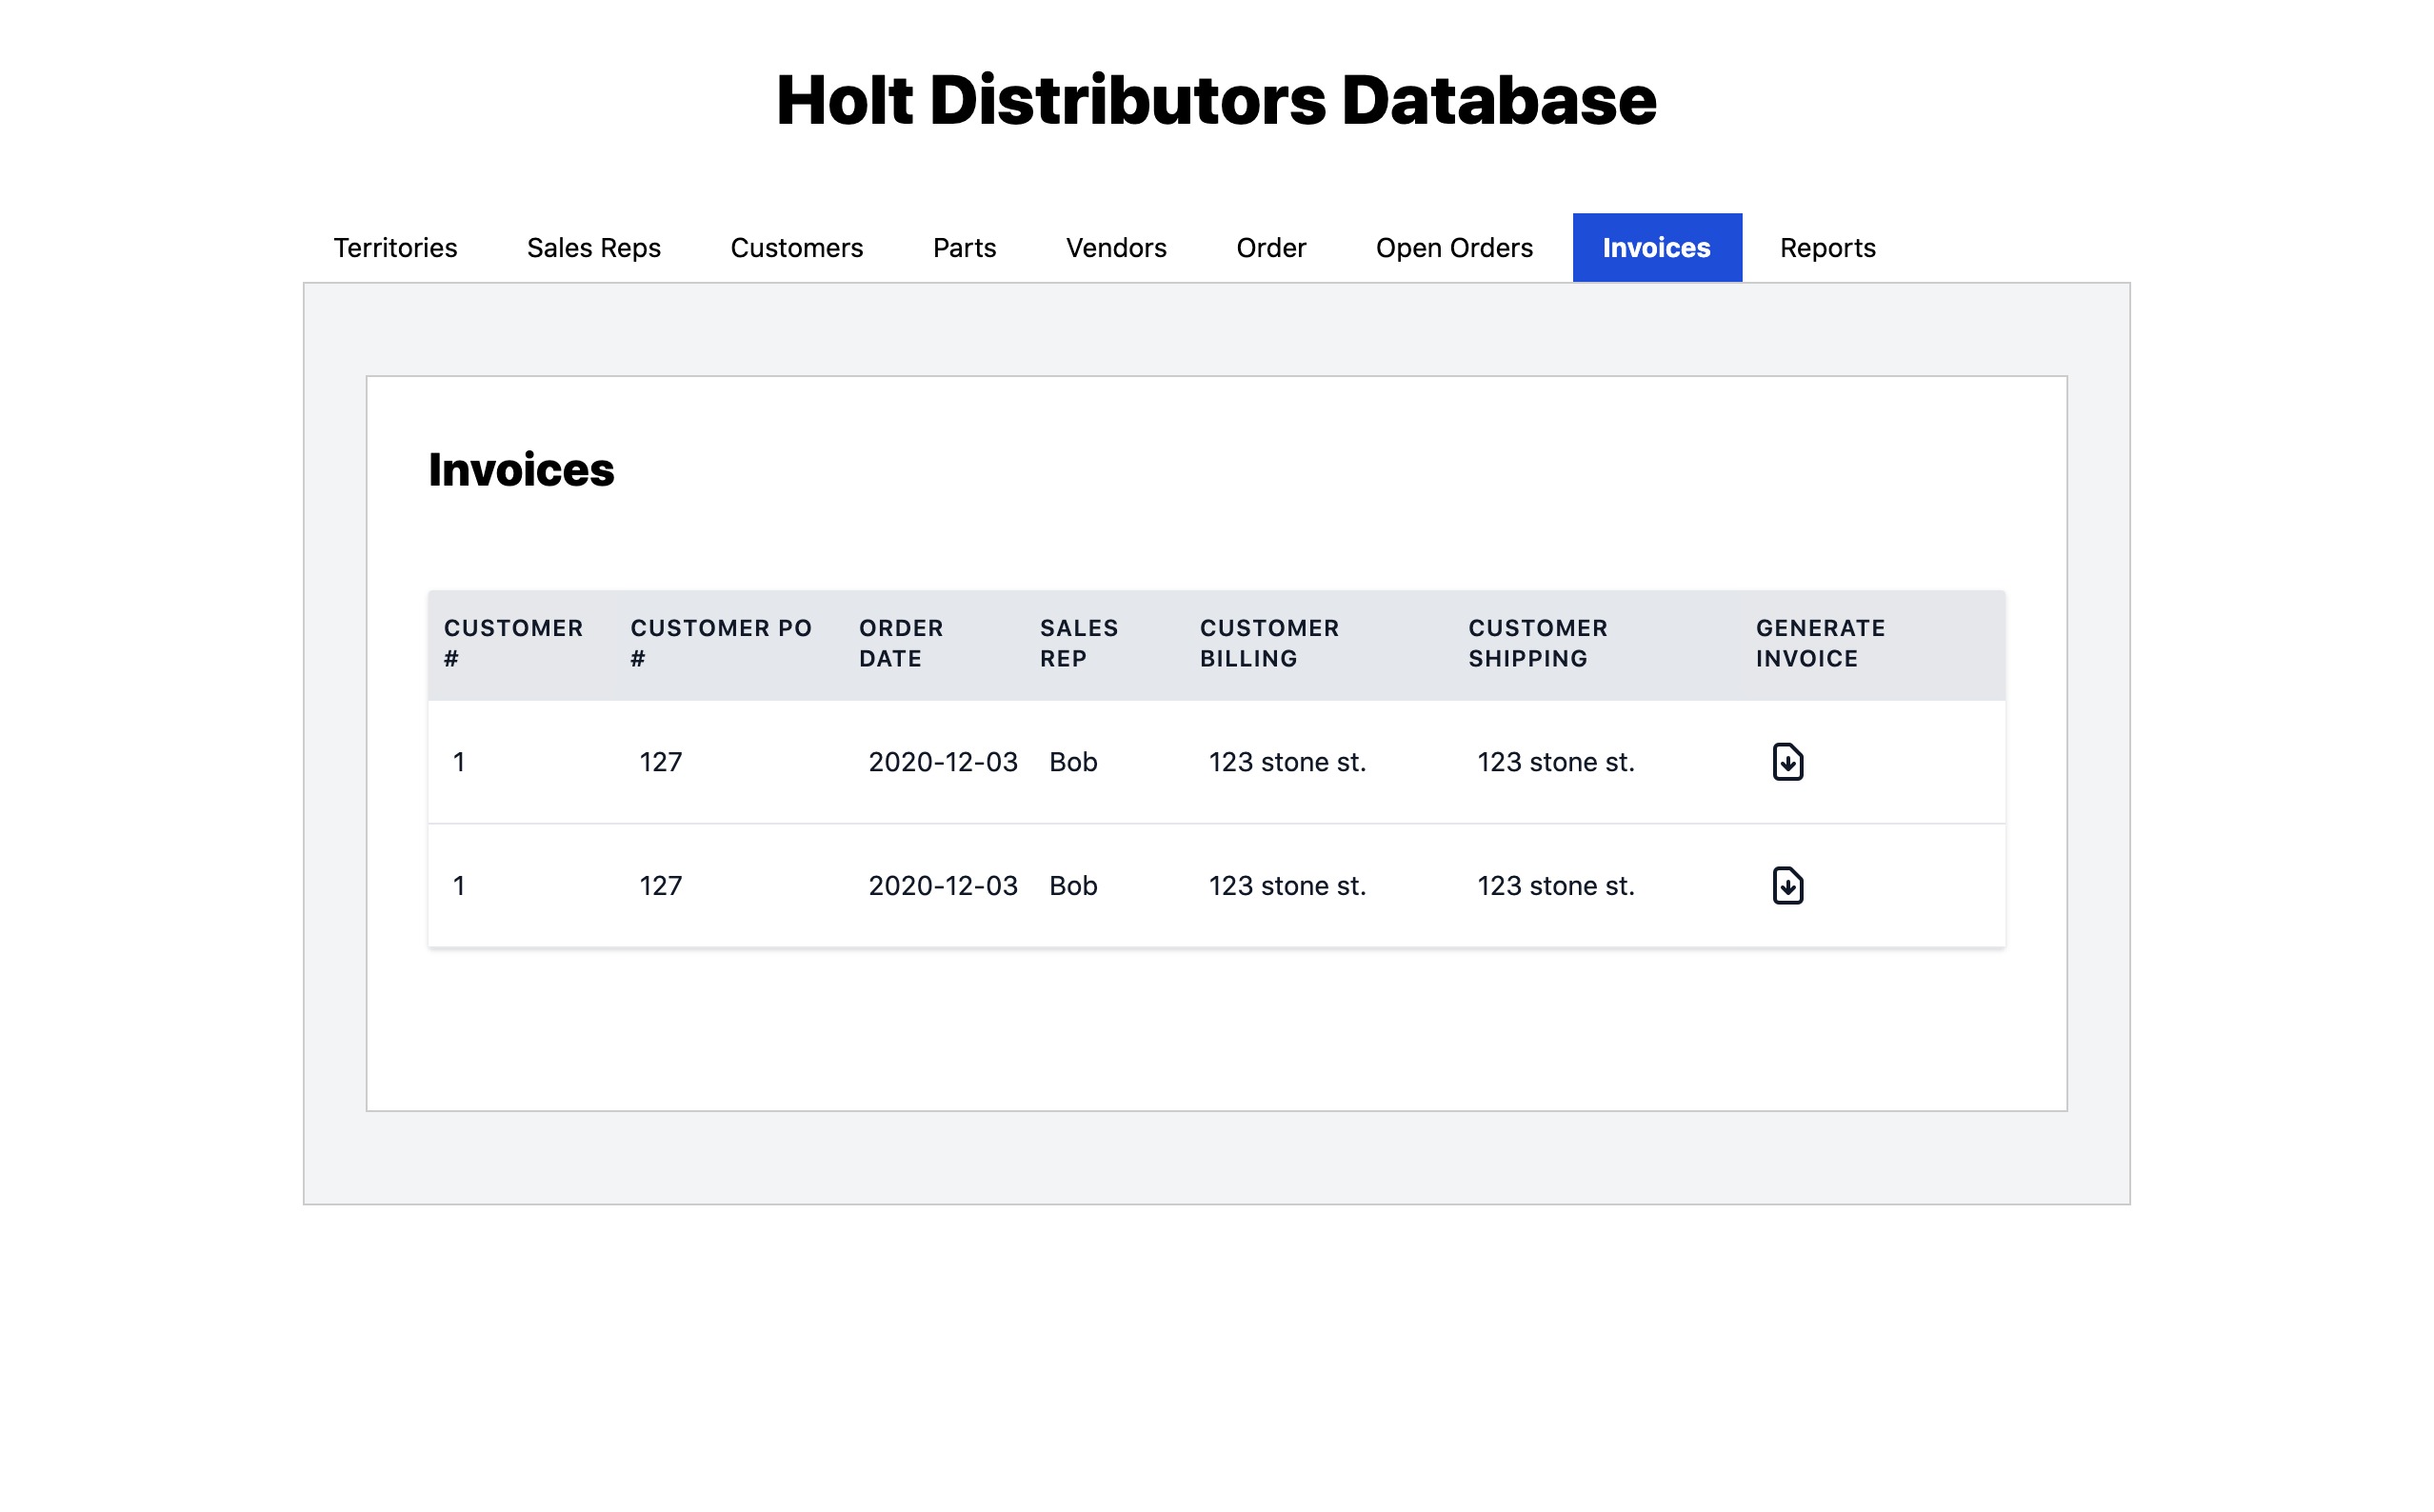 Holt Distributors Database
Territories Sales Reps Customers Parts Vendors Order Open Orders Invoices Reports
Invoices
CUSTOMER # CUSTOMER PO # ORDER DATE SALES REP CUSTOMER BILLING CUSTOMER SHIPPING GENERATE INVOICE
1 127 2020-12-03 Bob 123 stone st. 123 stone st.
1 127 2020-12-03 Bob 123 stone st. 123 stone st.